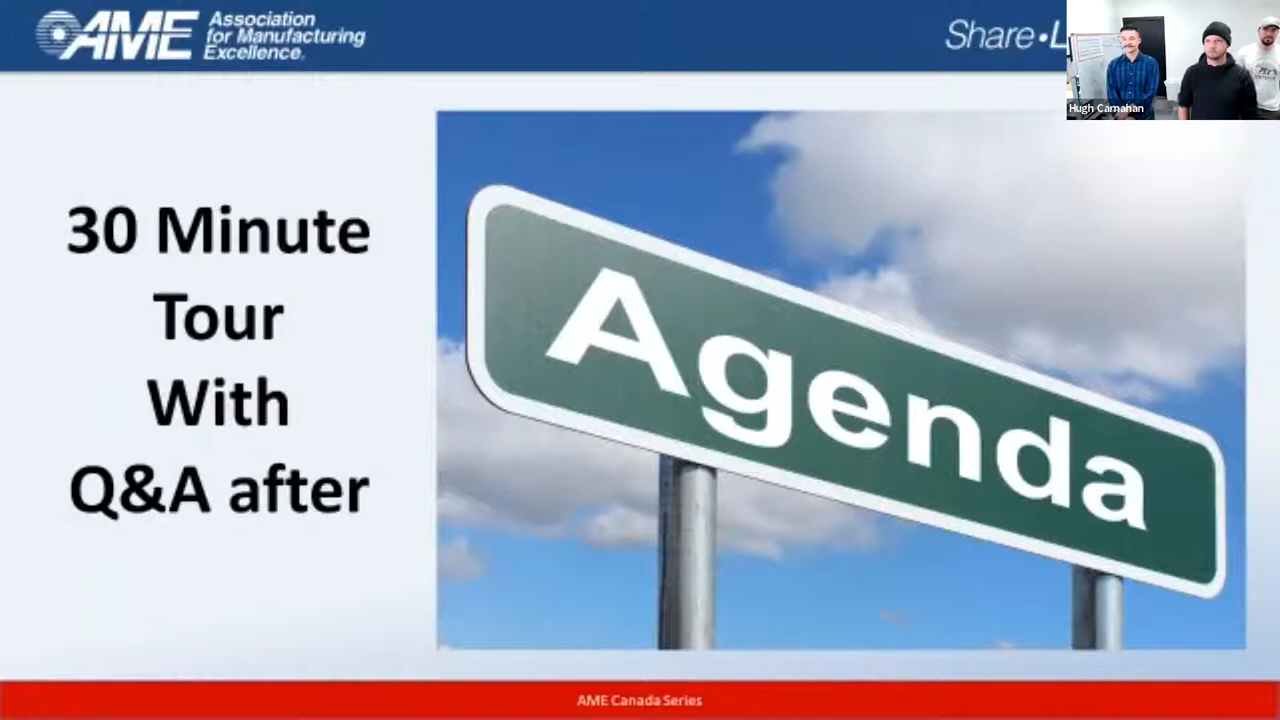 AME
Association
for Manufacturing
Excellence.
Share•L
Hugh Carnahan
30 Minute
Tour
With
Q&A after
Agenda
AME Canada Series